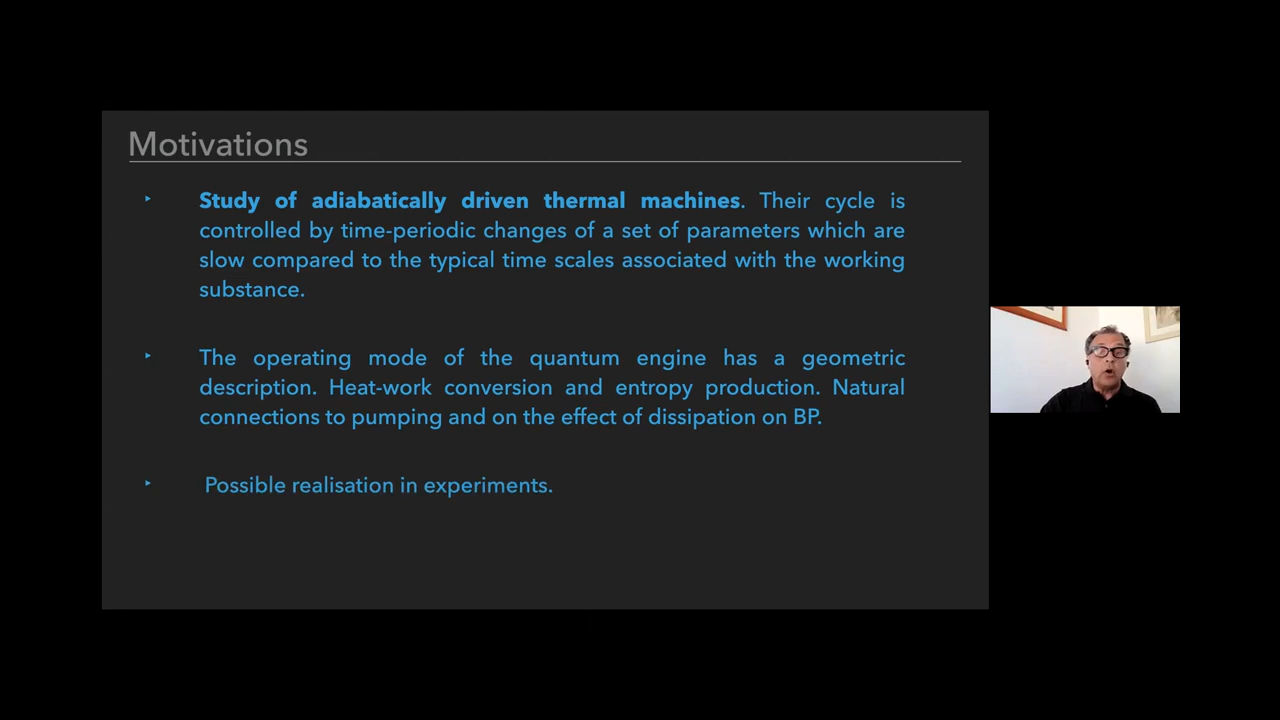 Motivations
‣ Study of adiabatically driven thermal machines. Their cycle is
controlled by time-periodic changes of a set of parameters which are
slow compared to the typical time scales associated with the working
substance.
‣ The operating mode of the quantum engine has a geometric
description. Heat-work conversion and entropy production. Natural
connections to pumping and on the effect of dissipation on BP.
‣ Possible realisation in experiments.